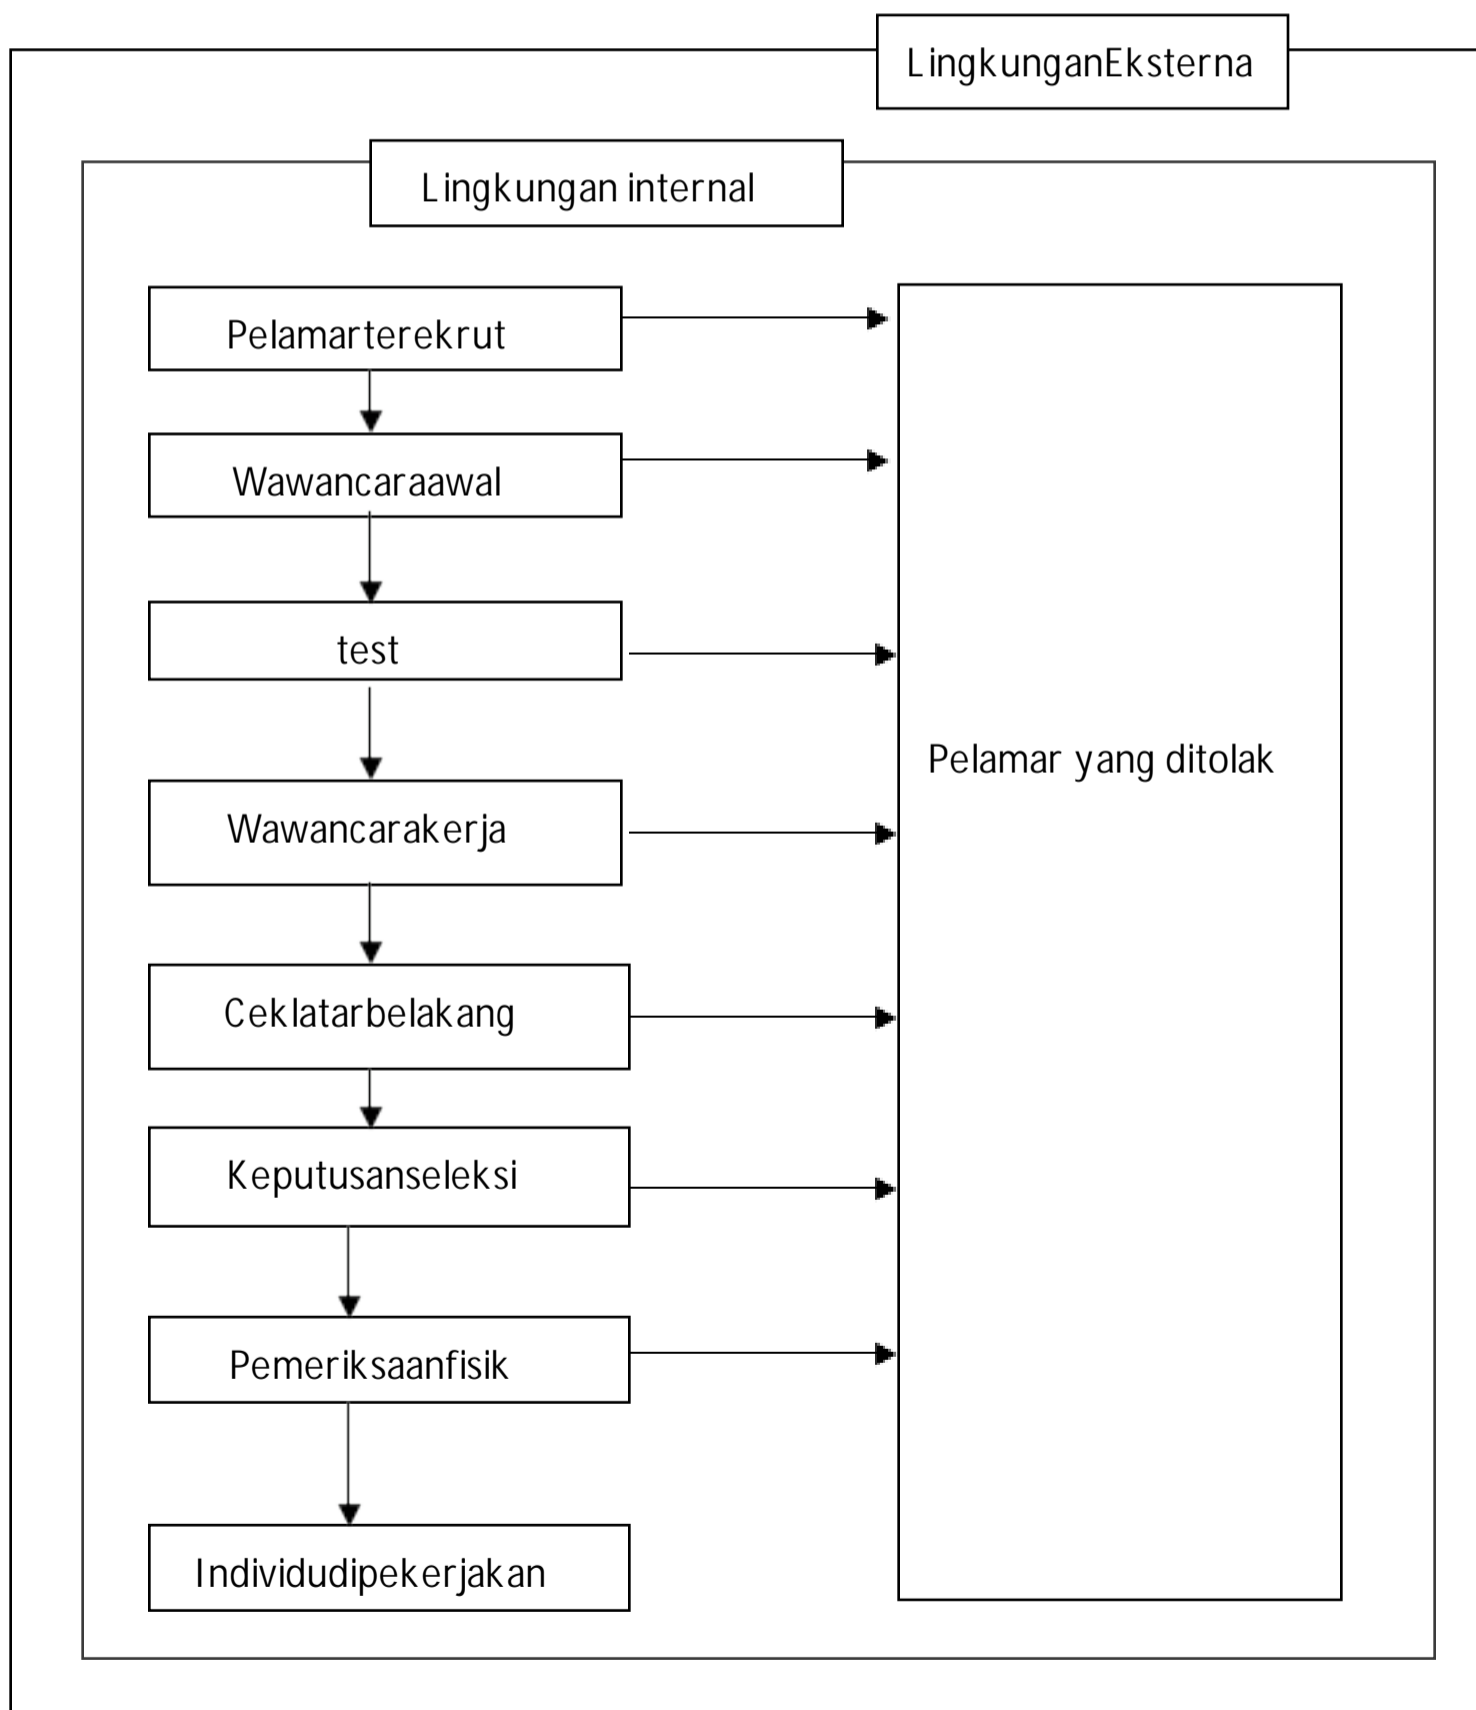 LingkunganEksterna
Lingkungan internal
Pelamarterekrut
Wawancaraawal
test
Pelamar yang ditolak
Wawancarakerja
Ceklatarbelakang
Keputusanseleksi
Pemeriksaanfisik
Individudipekerjakan